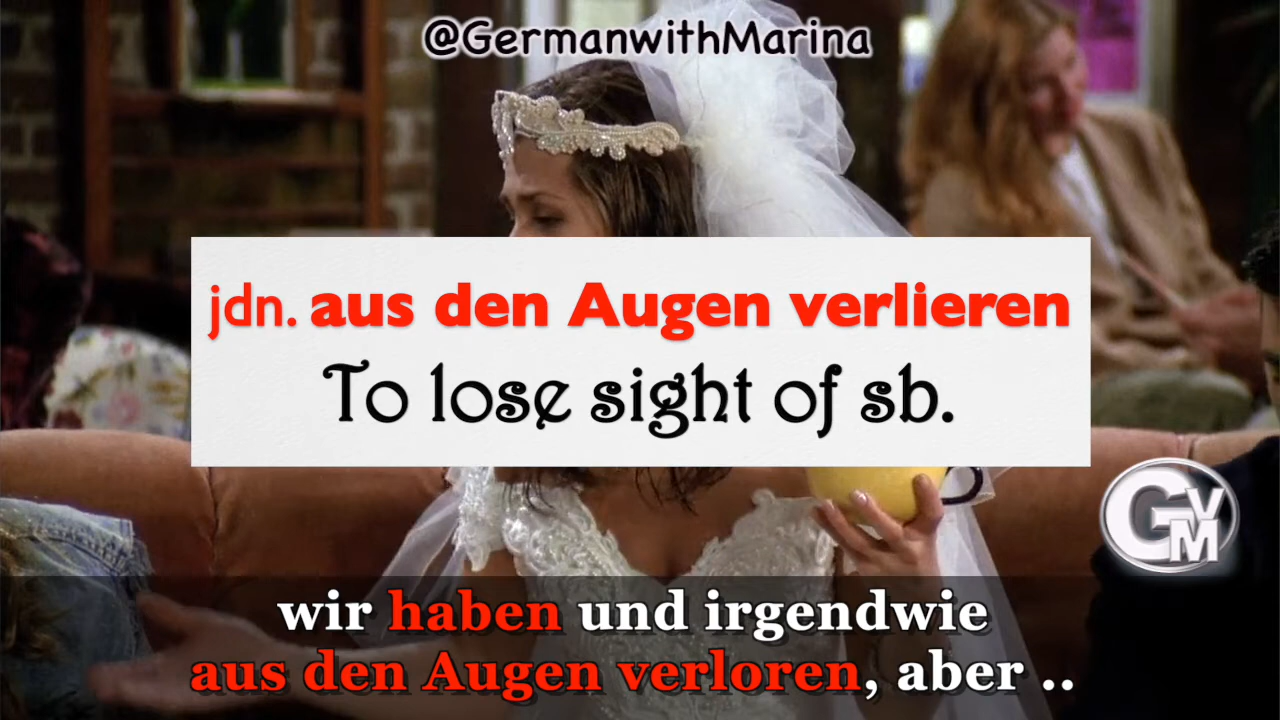 @GermanwithMarina
jdn. aus den Augen verlieren
To lose sight of sb.
GVM
wir haben und irgendwie
aus den Augen verloren, aber ..